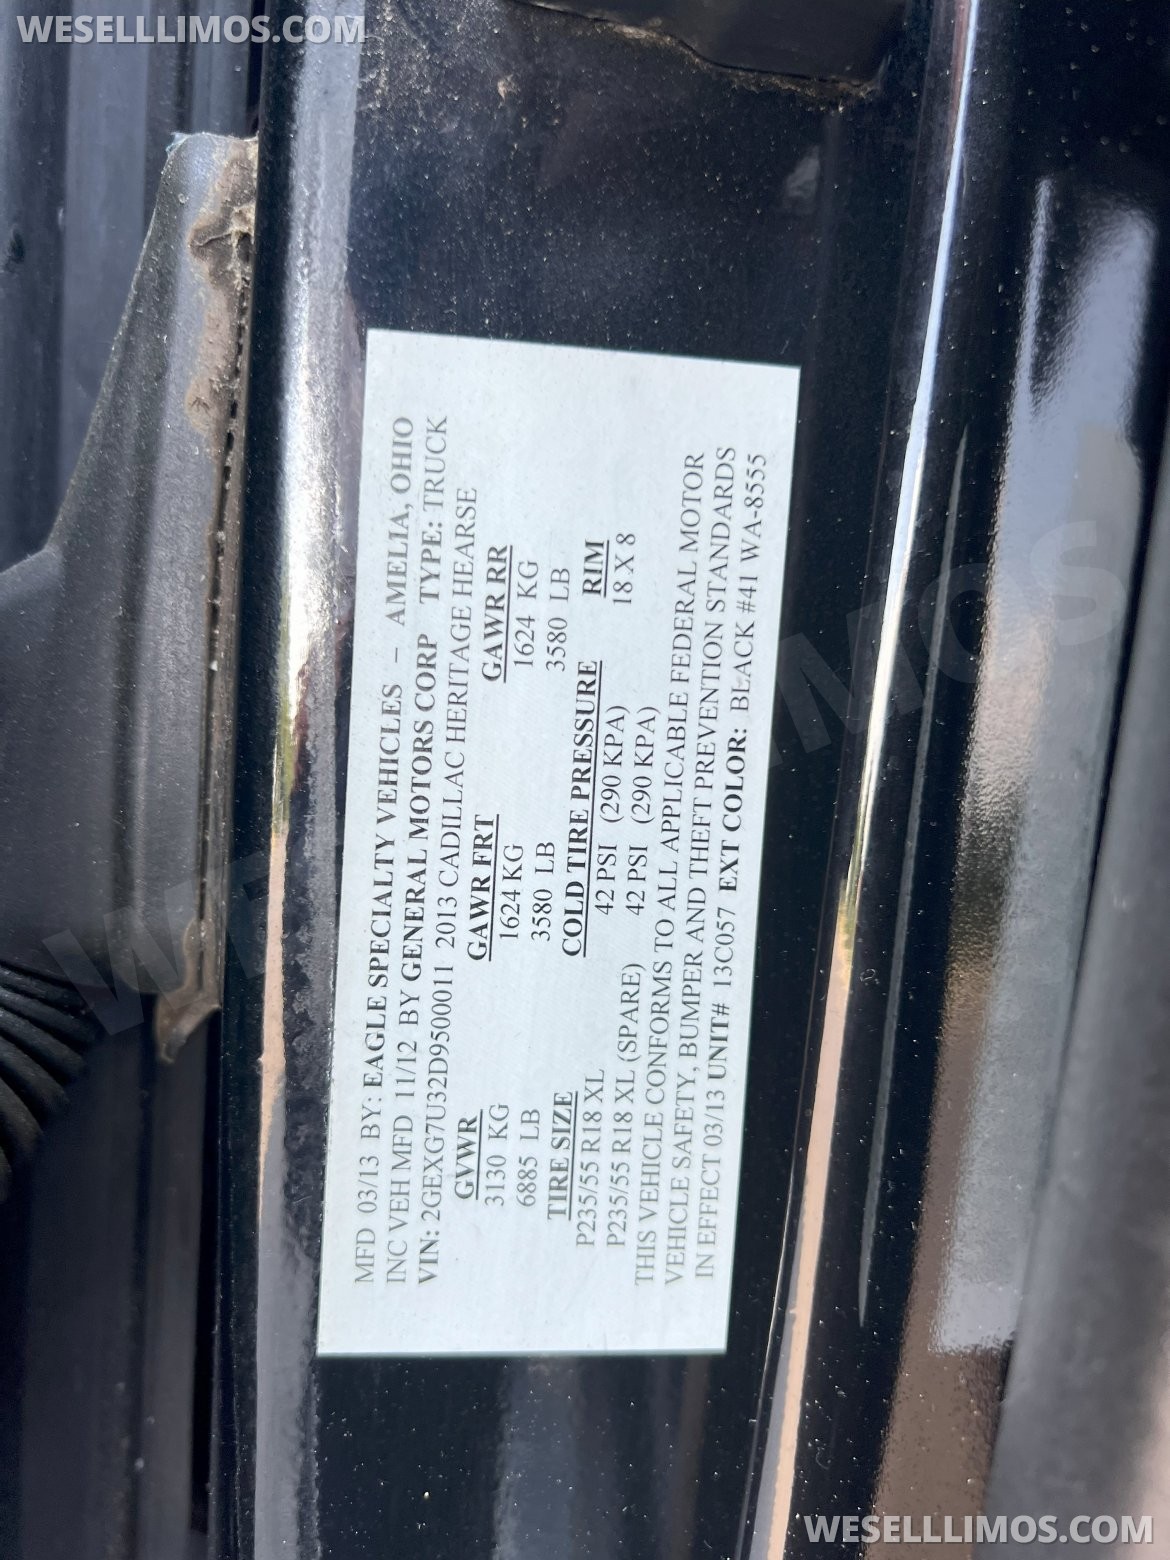 WESELLLIMOS.COM
MFD 03/13 BY: EAGLE SPECIALTY VEHICLES – AMELIA, OHIO
INC VEH MFD 11/12 BY GENERAL MOTORS CORP TYPE: TRUCK
VIN: 2GEXG7U32D9500011 2013 CADILLAC HERITAGE HEARSE
GVWR GAWR FRT GAWR RR
3130 KG 1624 KG 1624 KG
6885 LB 3580 LB 3580 LB
TIRE SIZE COLD TIRE PRESSURE RIM
P235/55 R18 XL 42 PSI (290 KPA) 18 X 8
P235/55 R18 XL (SPARE) 42 PSI (290 KPA)
THIS VEHICLE CONFORMS TO ALL APPLICABLE FEDERAL MOTOR
VEHICLE SAFETY, BUMPER AND THEFT PREVENTION STANDARDS
IN EFFECT 03/13 UNIT# 13C057 EXT COLOR: BLACK #41 WA-8555
WESELLLIMOS.COM